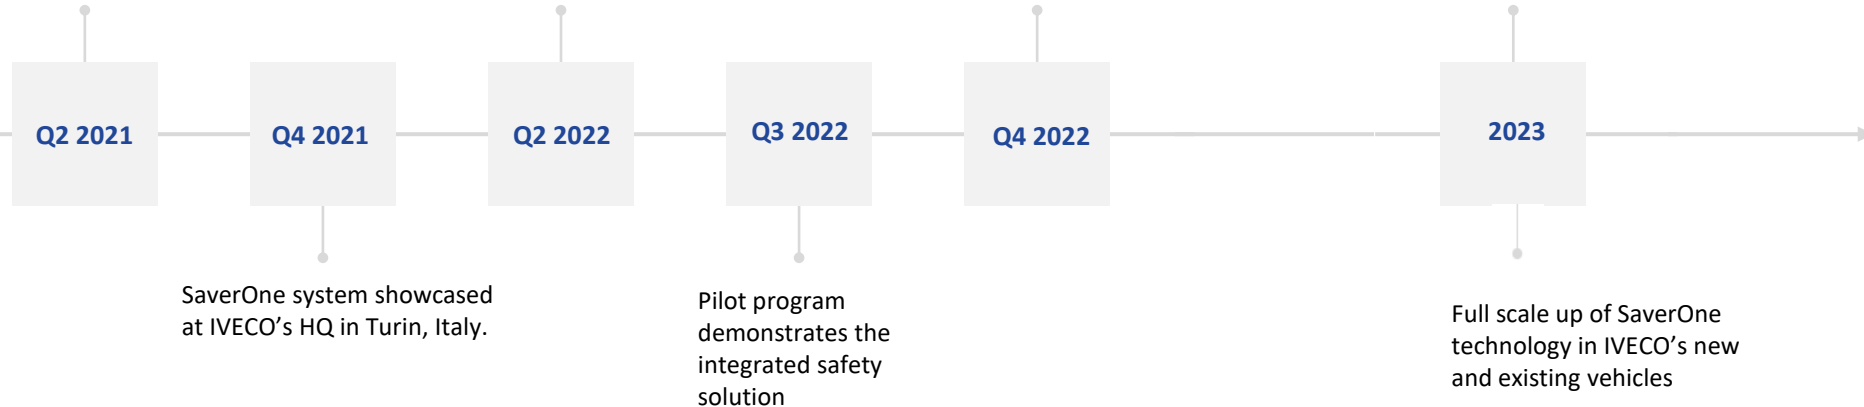 Q2 2021
Q4 2021
Q2 2022
Q3 2022
Q4 2022
2023
SaverOne system showcased
at IVECO’s HQ in Turin, Italy.
Pilot program
demonstrates the
integrated safety
solution
Full scale up of SaverOne
technology in IVECO’s new
and existing vehicles